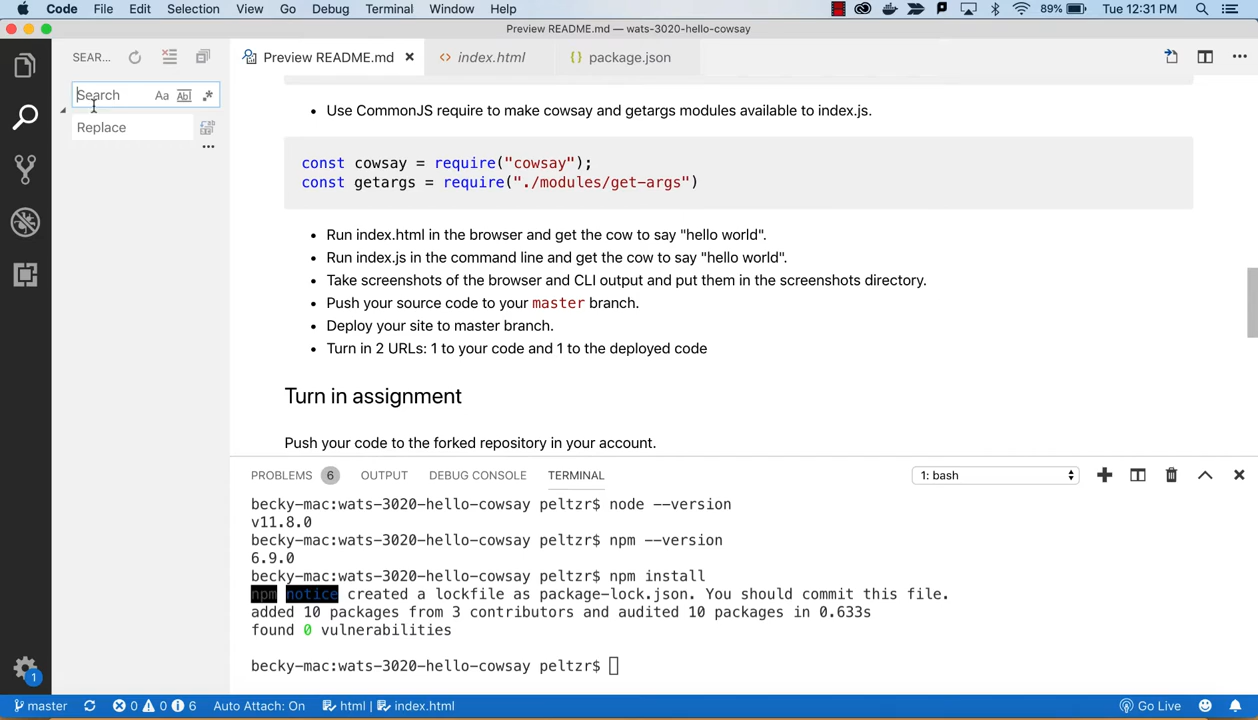 Code File Edit Selection View Go Debug Terminal Window Help 89% Tue 12:31 PM
Preview README.md — wats-3020-hello-cowsay
SEAR...
Preview README.md
index.html
package.json
Search
Aa
Abl
Replace
• Use CommonJS require to make cowsay and getargs modules available to index.js.
const cowsay = require("cowsay");
const getargs = require("./modules/get-args")
• Run index.html in the browser and get the cow to say "hello world".
• Run index.js in the command line and get the cow to say "hello world".
• Take screenshots of the browser and CLI output and put them in the screenshots directory.
• Push your source code to your master branch.
• Deploy your site to master branch.
• Turn in 2 URLs: 1 to your code and 1 to the deployed code
Turn in assignment
Push your code to the forked repository in your account.
PROBLEMS 6 OUTPUT DEBUG CONSOLE TERMINAL 1: bash
becky-mac:wats-3020-hello-cowsay peltzr$ node --version
v11.8.0
becky-mac:wats-3020-hello-cowsay peltzr$ npm --version
6.9.0
becky-mac:wats-3020-hello-cowsay peltzr$ npm install
npm notice created a lockfile as package-lock.json. You should commit this file.
added 10 packages from 3 contributors and audited 10 packages in 0.633s
found 0 vulnerabilities
becky-mac:wats-3020-hello-cowsay peltzr$
1
master 0 0 6 Auto Attach: On html | index.html Go Live